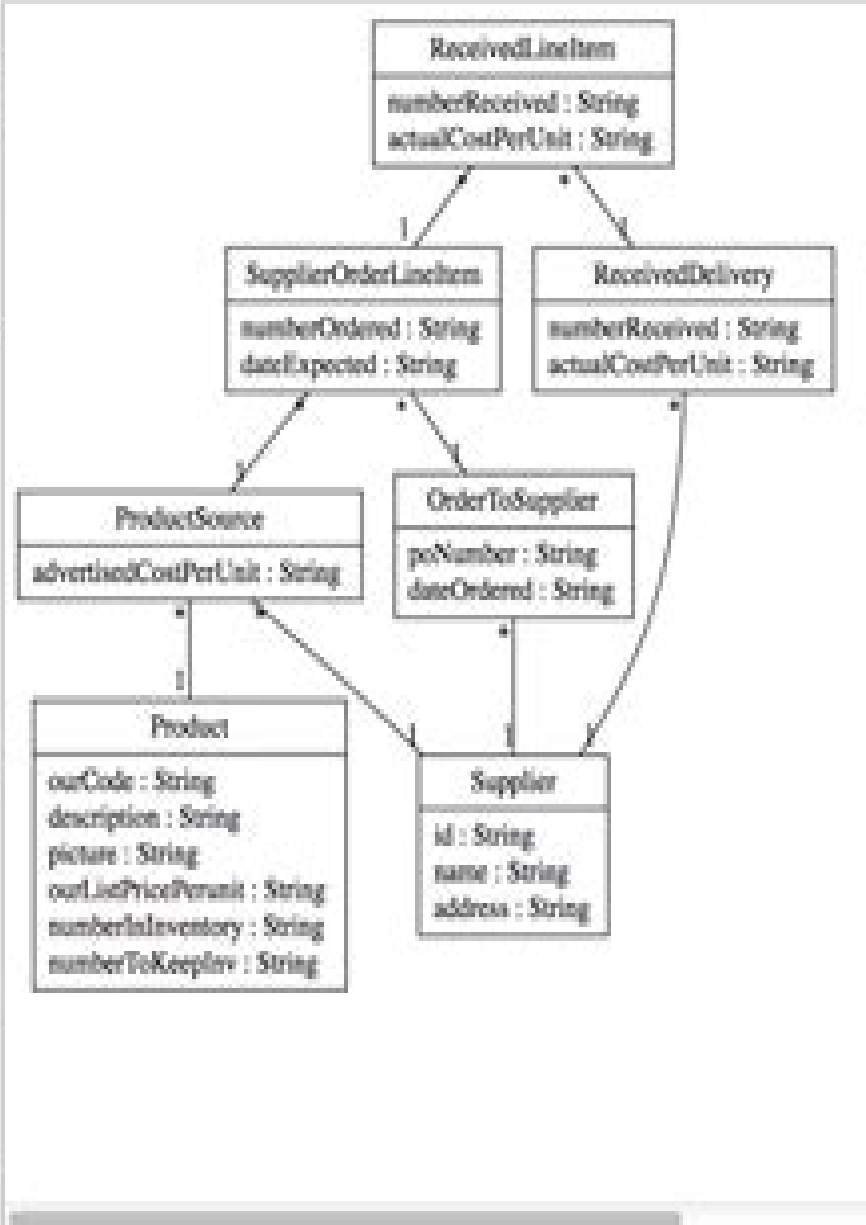 ReceivedLineItem
numberReceived : String
actualCostPerUnit : String
* *
1 1
SupplierOrderLineItem
numberOrdered : String
dateExpected : String
ReceivedDelivery
numberReceived : String
actualCostPerUnit : String
* * *
1 1
ProductSource
advertisedCostPerUnit : String
OrderToSupplier
poNumber : String
dateOrdered : String
* * *
1 1 1 1
Product
ourCode : String
description : String
picture : String
ourListPricePerunit : String
numberInInventory : String
numberToKeepInv : String
Supplier
id : String
name : String
address : String